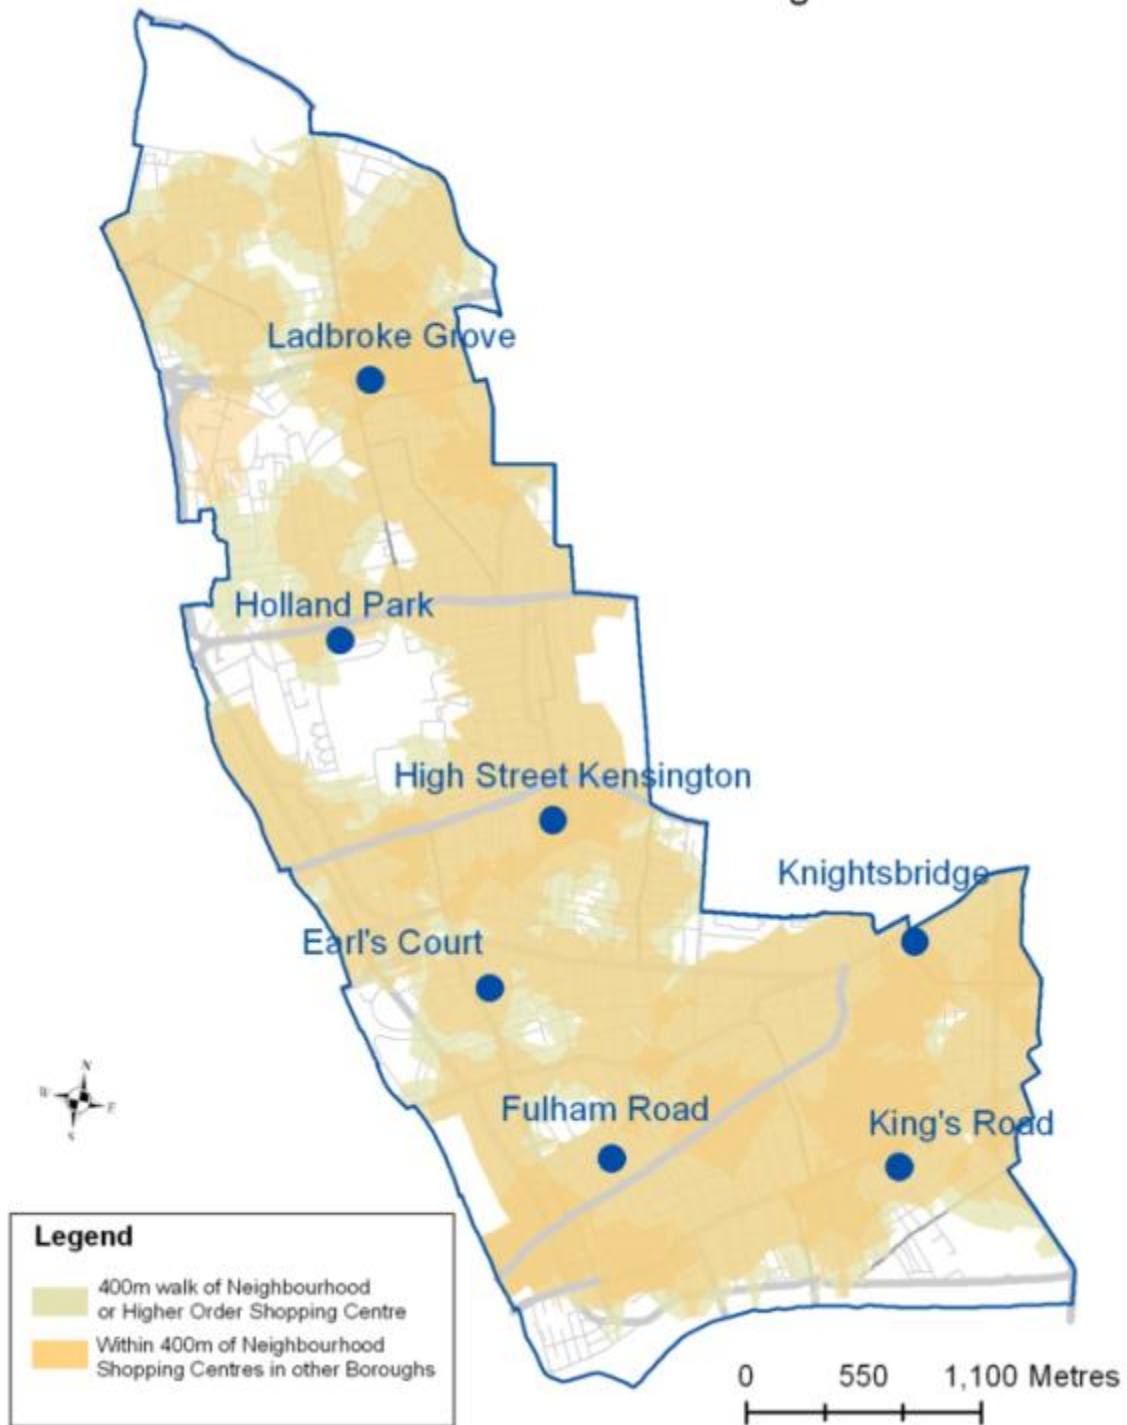 g
Ladbroke Grove
Holland Park
High Street Kensington
Knightsbridge
Earl's Court
Fulham Road
King's Road
N
W
E
S
Legend
400m walk of Neighbourhood
or Higher Order Shopping Centre
Within 400m of Neighbourhood
Shopping Centres in other Boroughs
0 550 1,100 Metres